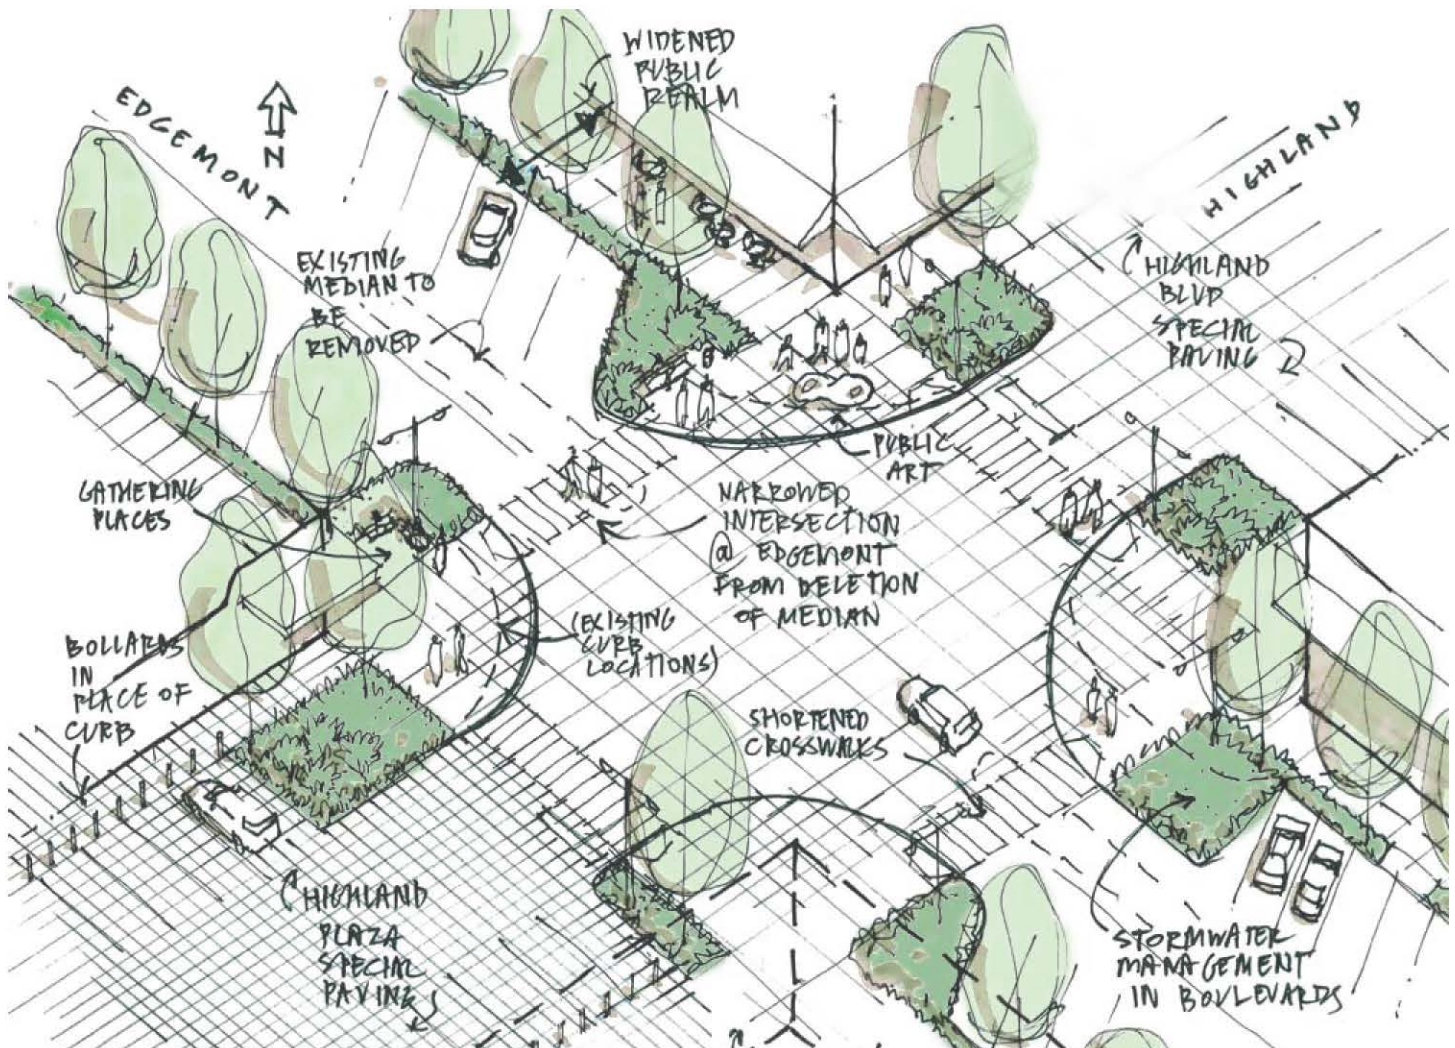 WIDENED
PUBLIC
REALM
EDGEMONT
N
HIGHLAND
EXISTING
MEDIAN TO
BE
REMOVED
HIGHLAND
BLVD
SPECIAL
PAVING
PUBLIC
ART
GATHERING
PLACES
NARROWED
INTERSECTION
@ EDGEMONT
FROM DELETION
OF MEDIAN
(EXISTING
CURB
LOCATIONS)
BOLLARDS
IN
PLACE OF
CURB
SHORTENED
CROSSWALKS
HIGHLAND
PLAZA
SPECIAL
PAVING
STORMWATER
MANAGEMENT
IN BOULEVARDS